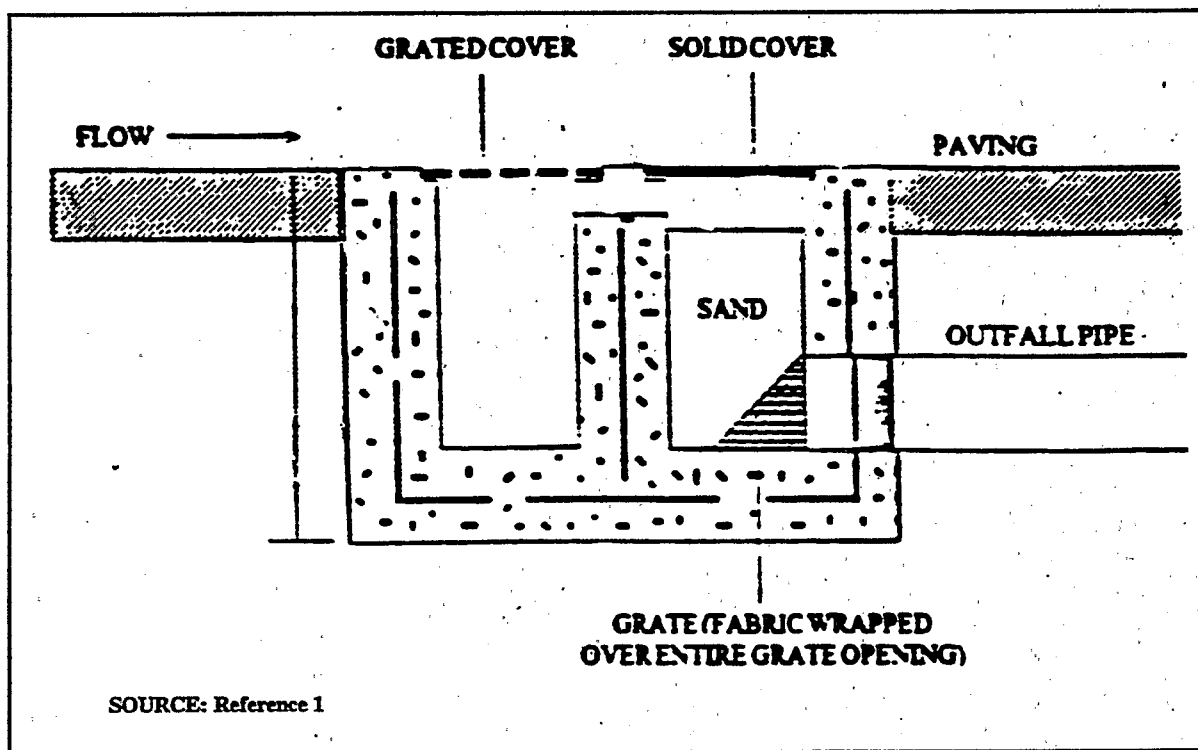 GRATED COVER
SOLID COVER
FLOW
PAVING
SAND
OUTFALL PIPE
GRATE (FABRIC WRAPPED
OVER ENTIRE GRATE OPENING)
SOURCE: Reference 1